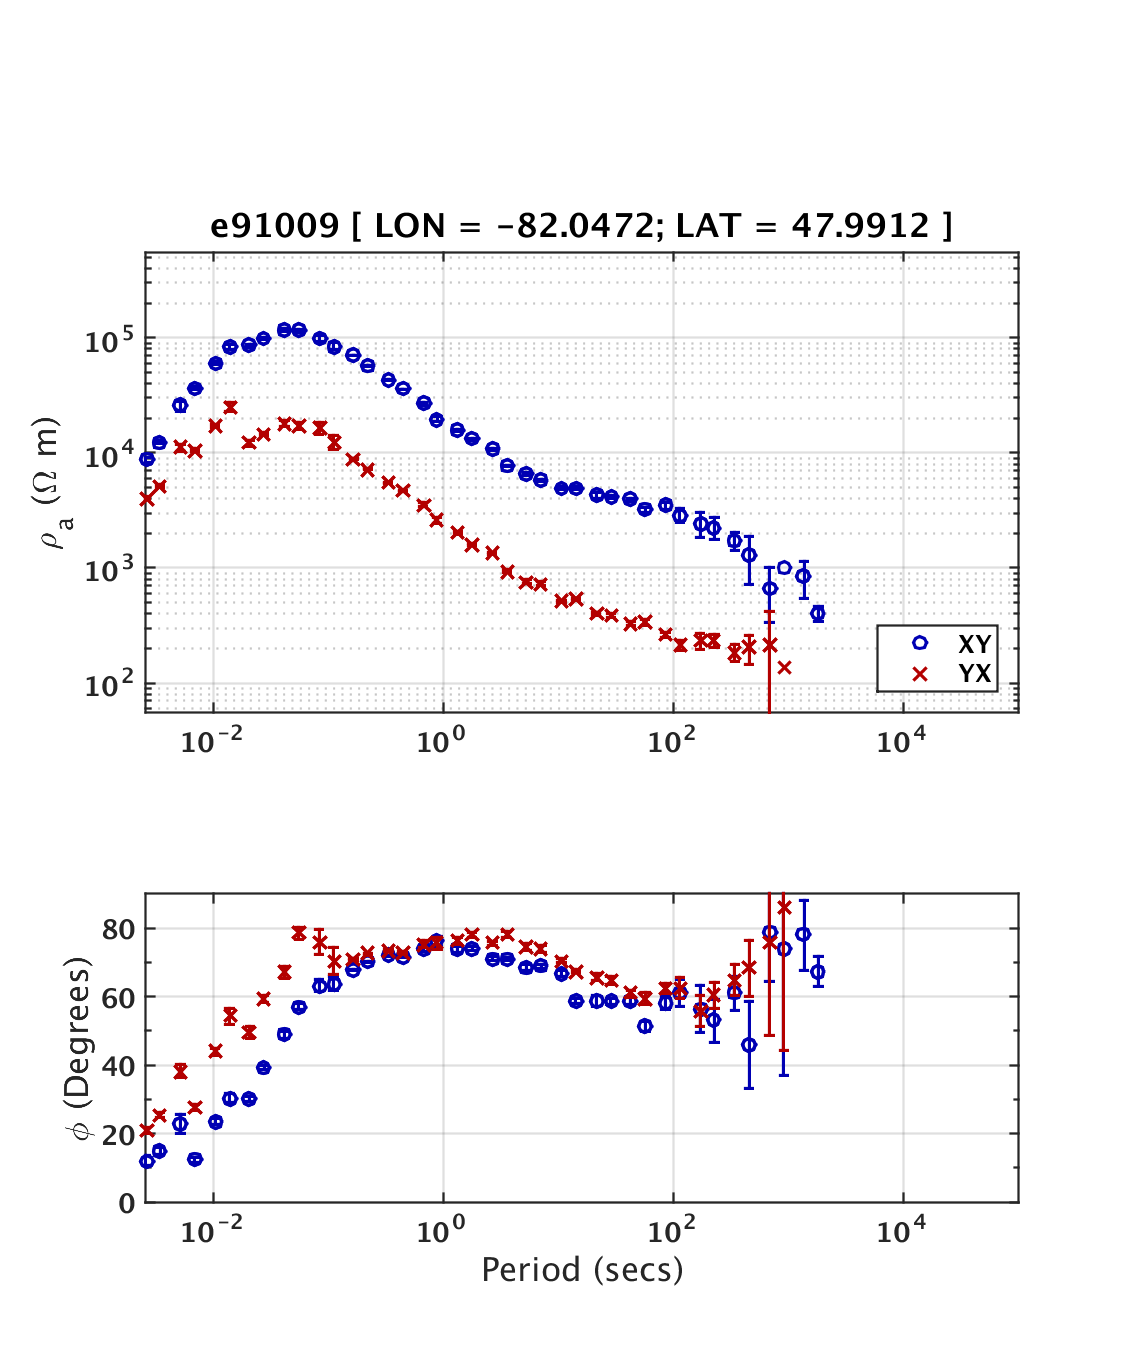 e91009 [ LON = -82.0472; LAT = 47.9912 ]
10^5
10^4
10^3
10^2
ρ_a (Ω m)
XY
YX
10^-2 10^0 10^2 10^4
80
60
40
20
0
ϕ (Degrees)
10^-2 10^0 10^2 10^4
Period (secs)